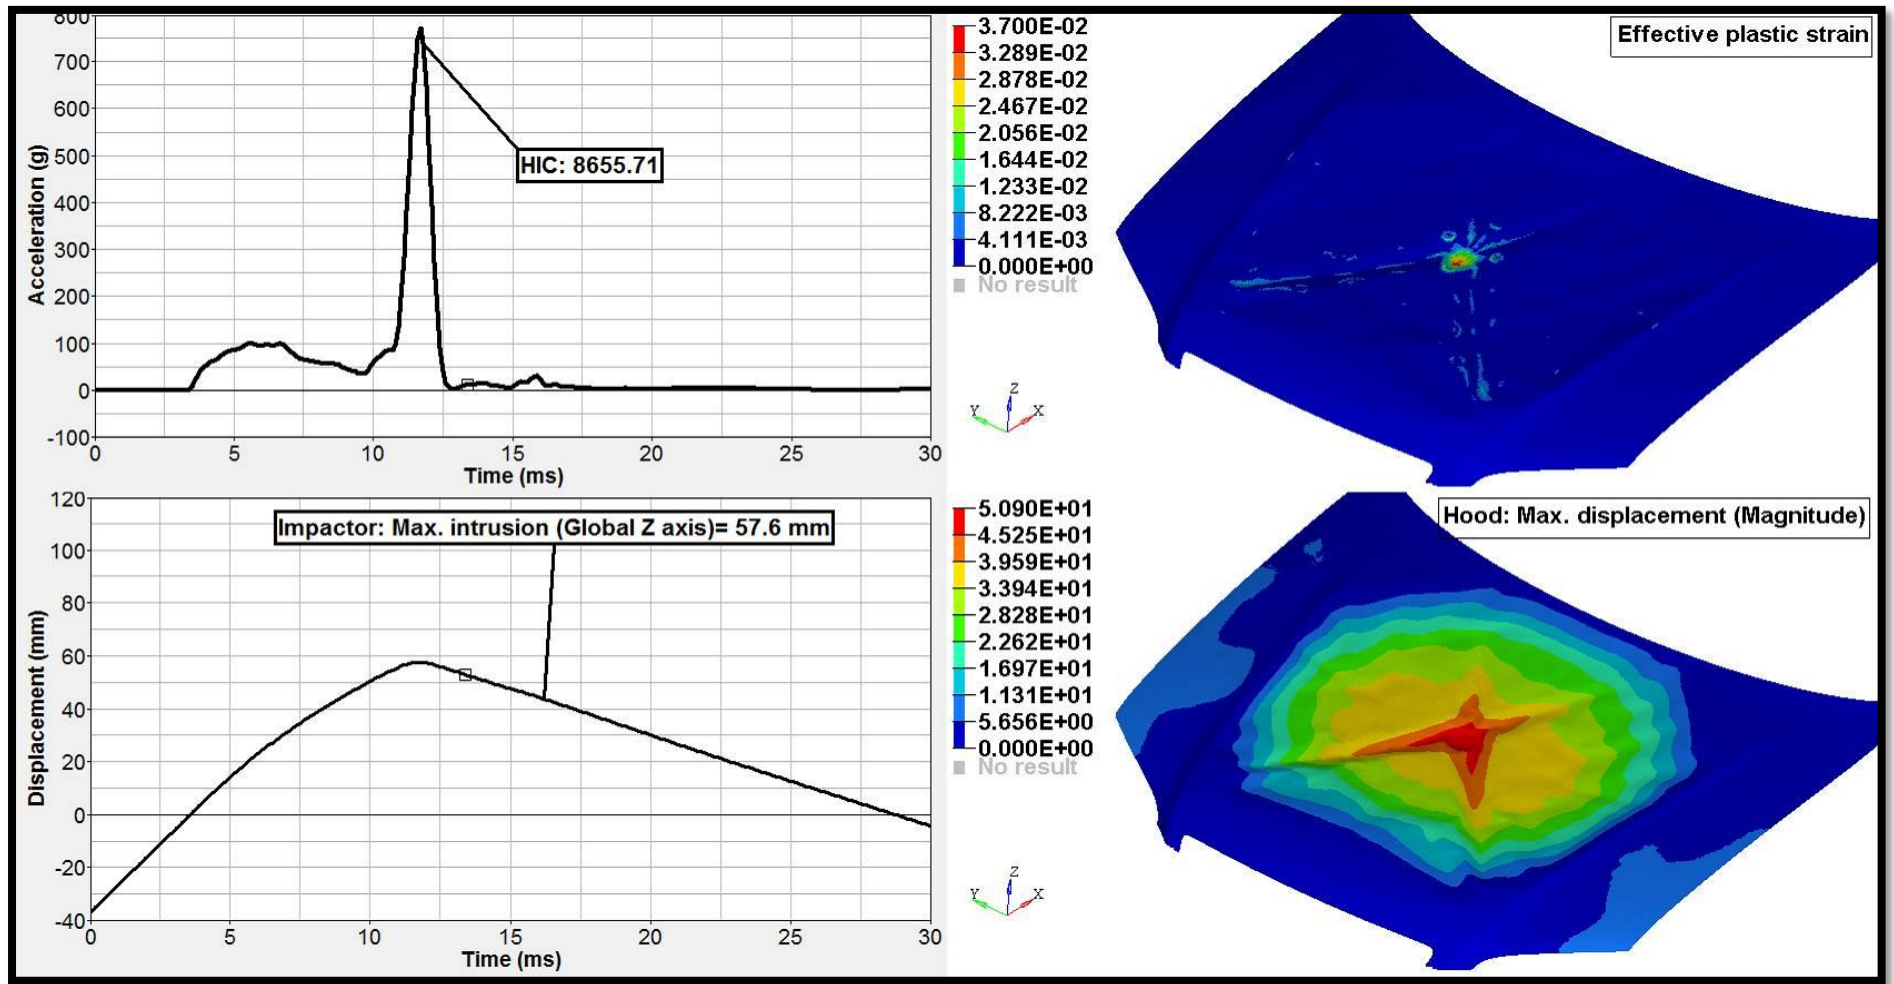 800
700
600
500
400
300
200
100
0
-100
Acceleration (g)
HIC: 8655.71
0 5 10 15 20 25 30
Time (ms)
3.700E-02
3.289E-02
2.878E-02
2.467E-02
2.056E-02
1.644E-02
1.233E-02
8.222E-03
4.111E-03
0.000E+00
No result
Effective plastic strain
Z
Y
X
120
100
80
60
40
20
0
-20
-40
Displacement (mm)
Impactor: Max. intrusion (Global Z axis)= 57.6 mm
0 5 10 15 20 25 30
Time (ms)
5.090E+01
4.525E+01
3.959E+01
3.394E+01
2.828E+01
2.262E+01
1.697E+01
1.131E+01
5.656E+00
0.000E+00
No result
Hood: Max. displacement (Magnitude)
Z
Y
X